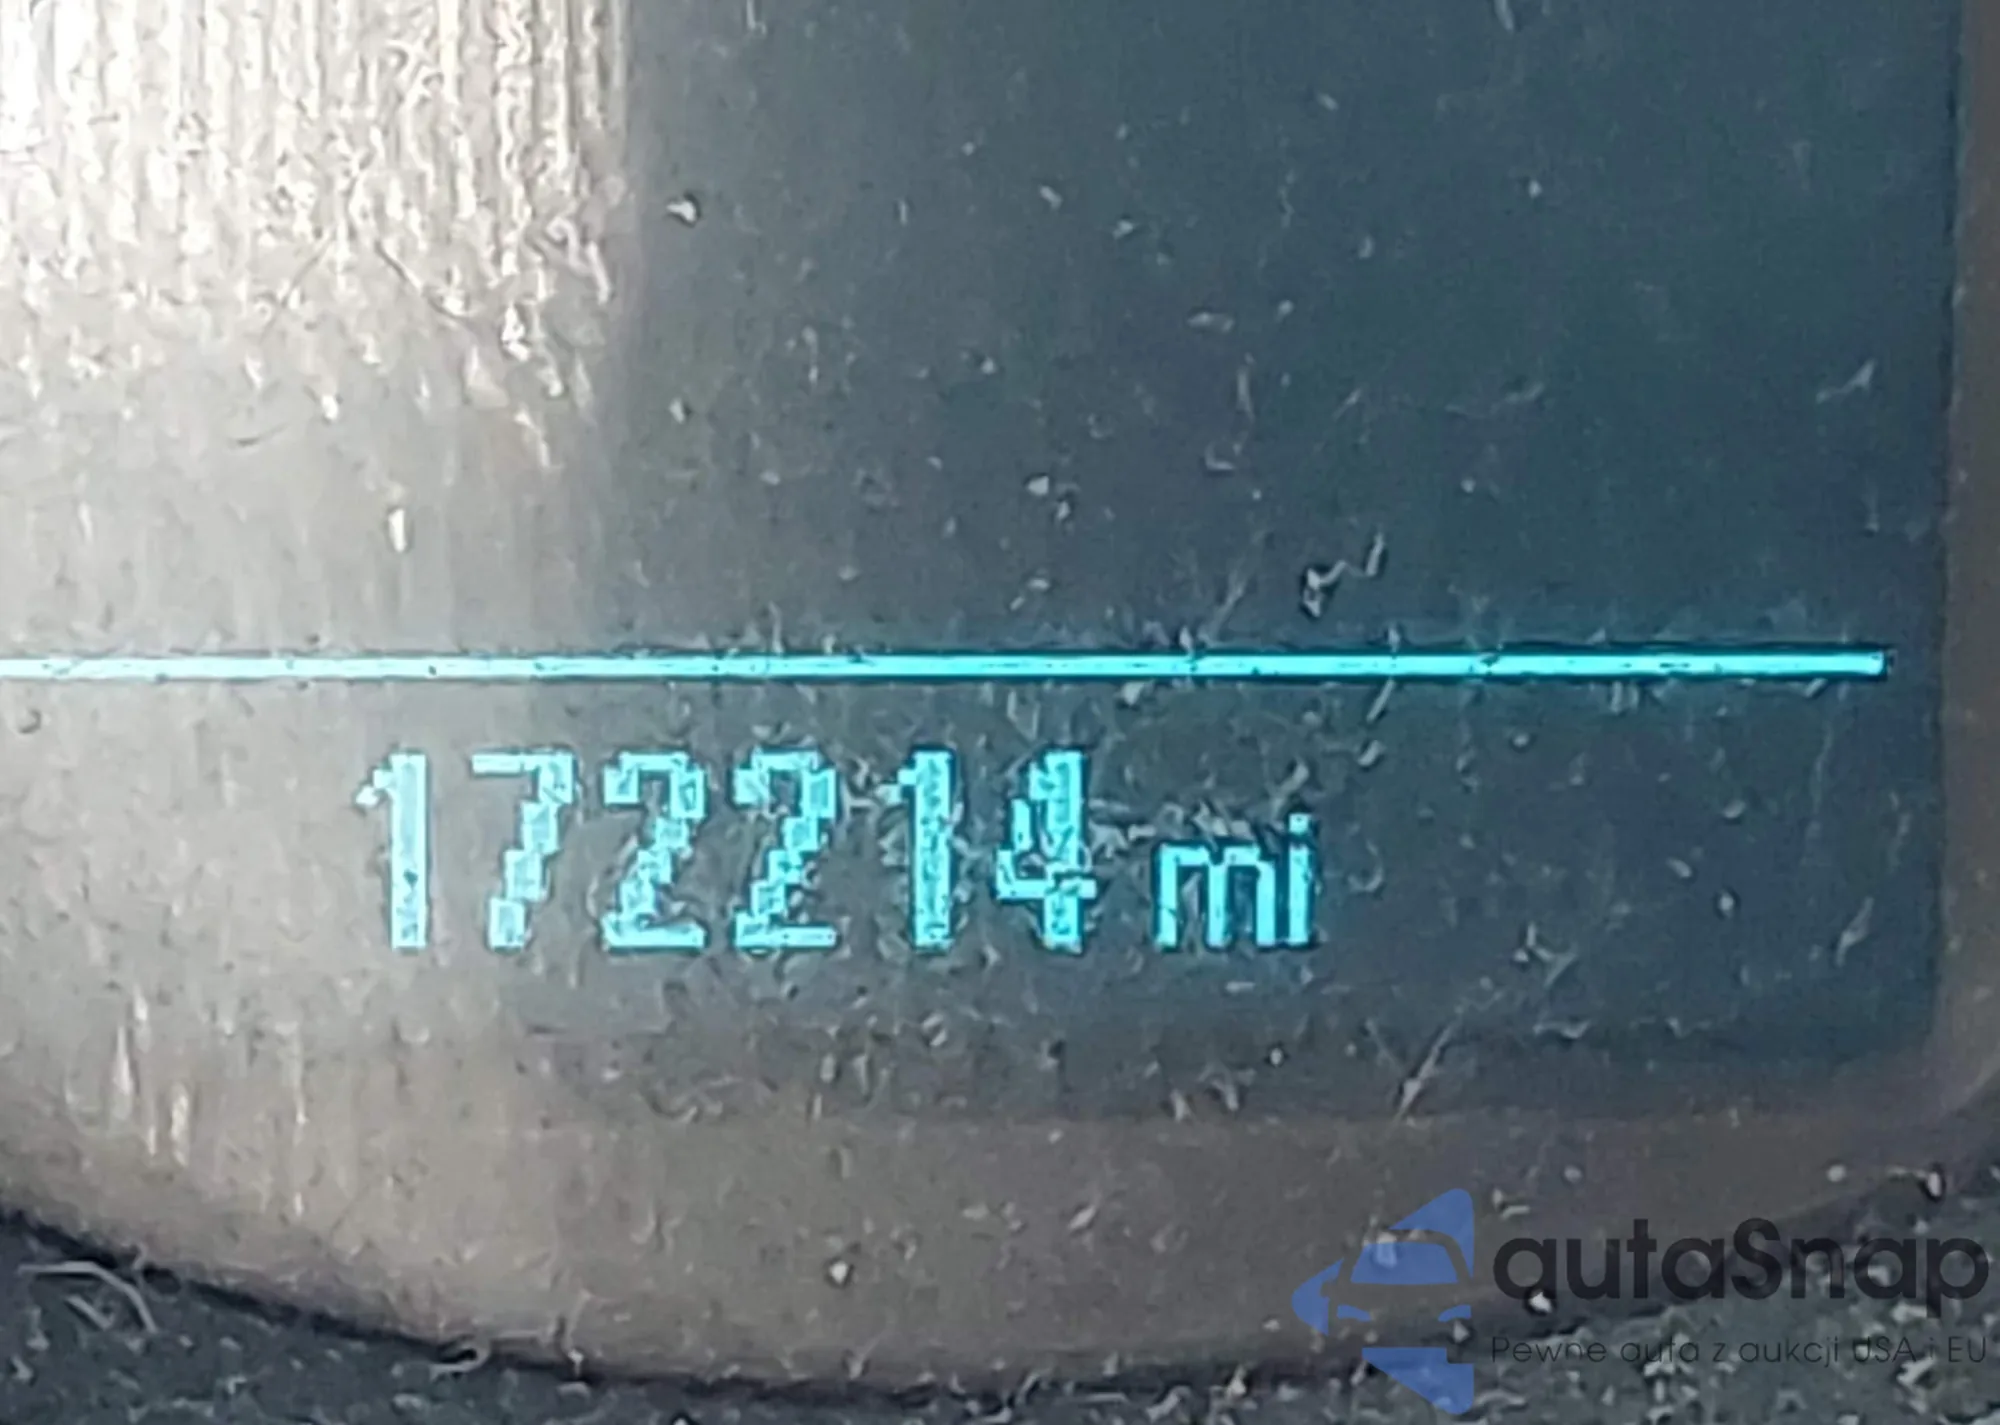 172214 mi
autaSnap
Pewne auta z aukcji USA i EU